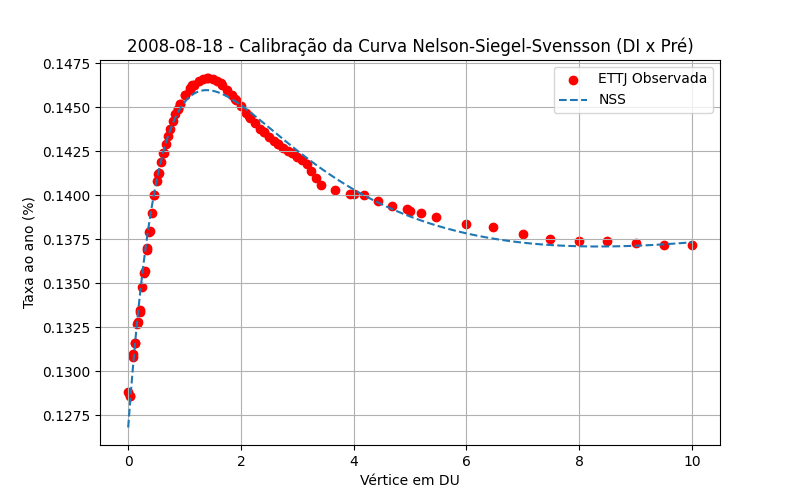 2008-08-18 - Calibração da Curva Nelson-Siegel-Svensson (DI x Pré)
ETTJ Observada
NSS
Taxa ao ano (%)
0.1475
0.1450
0.1425
0.1400
0.1375
0.1350
0.1325
0.1300
0.1275
0 2 4 6 8 10
Vértice em DU